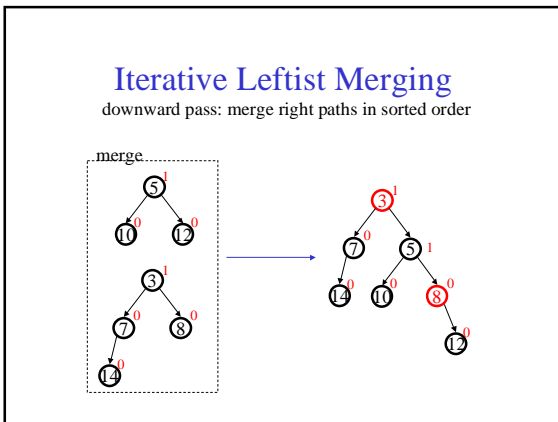 Iterative Leftist Merging
downward pass: merge right paths in sorted order
merge
5 1
10 0 12 0
3 1
7 0 8 0
14 0
3 1
7 0 5 1
14 0 10 0 8 0
12 0